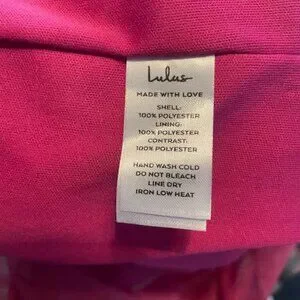 Lulus
MADE WITH LOVE
SHELL:
100% POLYESTER
LINING:
100% POLYESTER
CONTRAST:
100% POLYESTER
HAND WASH COLD
DO NOT BLEACH
LINE DRY
IRON LOW HEAT